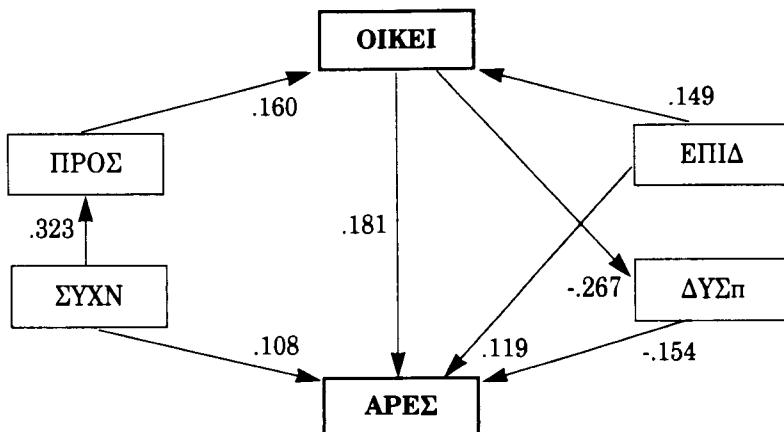 ΟΙΚΕΙ
.160
.149
ΠΡΟΣ
ΕΠΙΔ
.323
.181
ΣΥΧΝ
-.267
ΔΥΣπ
.108
.119
-.154
ΑΡΕΣ